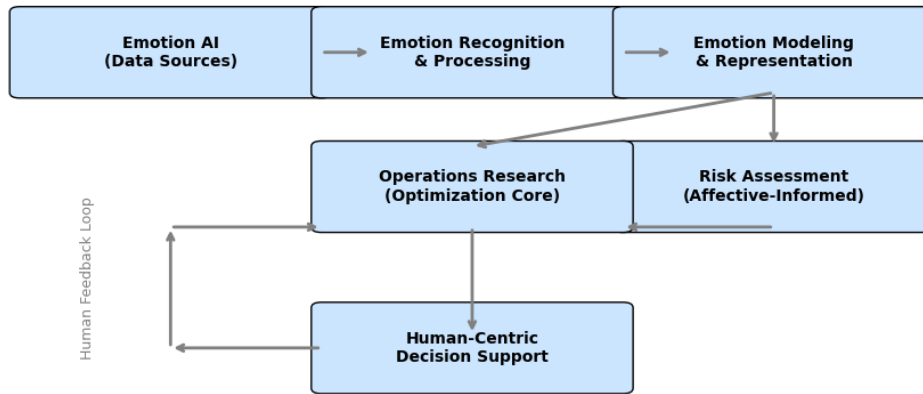 Emotion AI
(Data Sources)
Emotion Recognition
& Processing
Emotion Modeling
& Representation
Operations Research
(Optimization Core)
Risk Assessment
(Affective-Informed)
Human Feedback Loop
Human-Centric
Decision Support